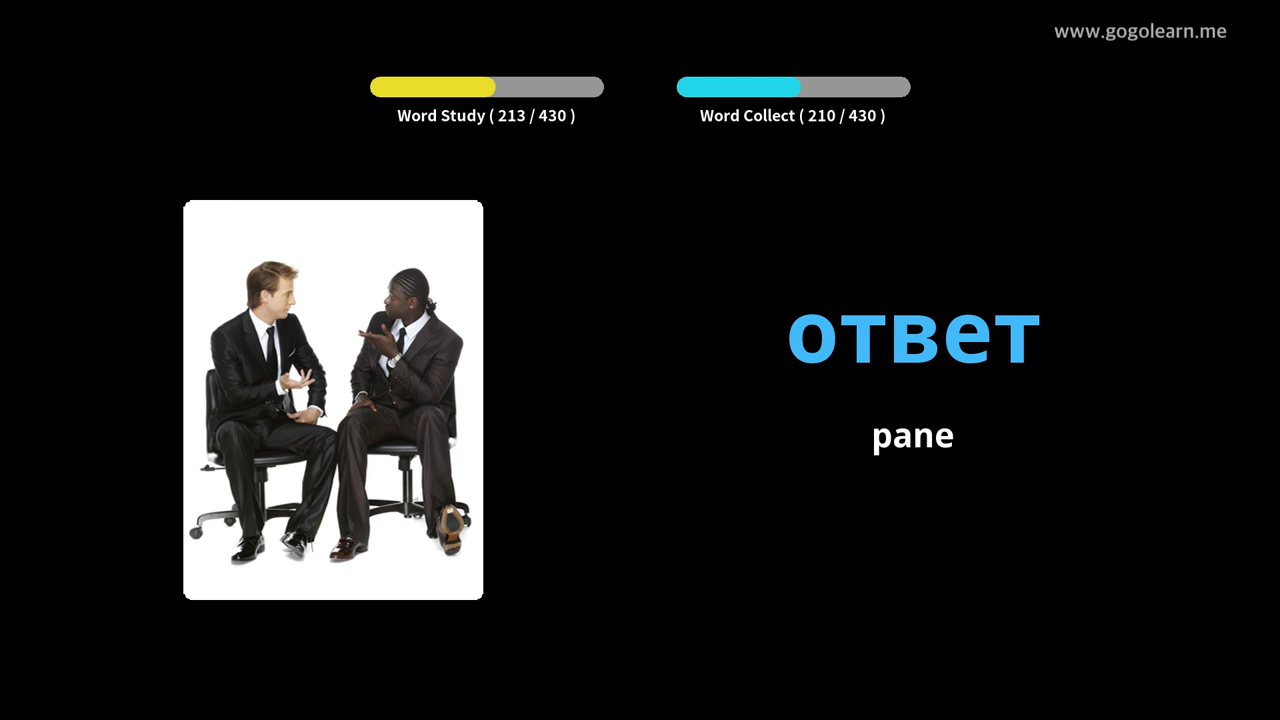 www.gogolearn.me
Word Study ( 213 / 430 )
Word Collect ( 210 / 430 )
ответ
pane